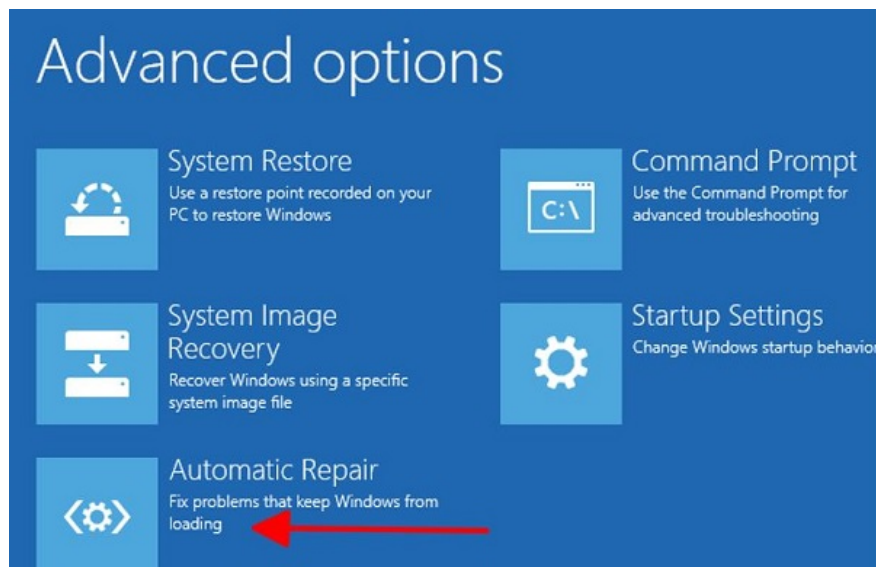 Advanced options
System Restore
Use a restore point recorded on your
PC to restore Windows
Command Prompt
Use the Command Prompt for
advanced troubleshooting
C:\
System Image
Recovery
Recover Windows using a specific
system image file
Startup Settings
Change Windows startup behavior
Automatic Repair
Fix problems that keep Windows from
loading